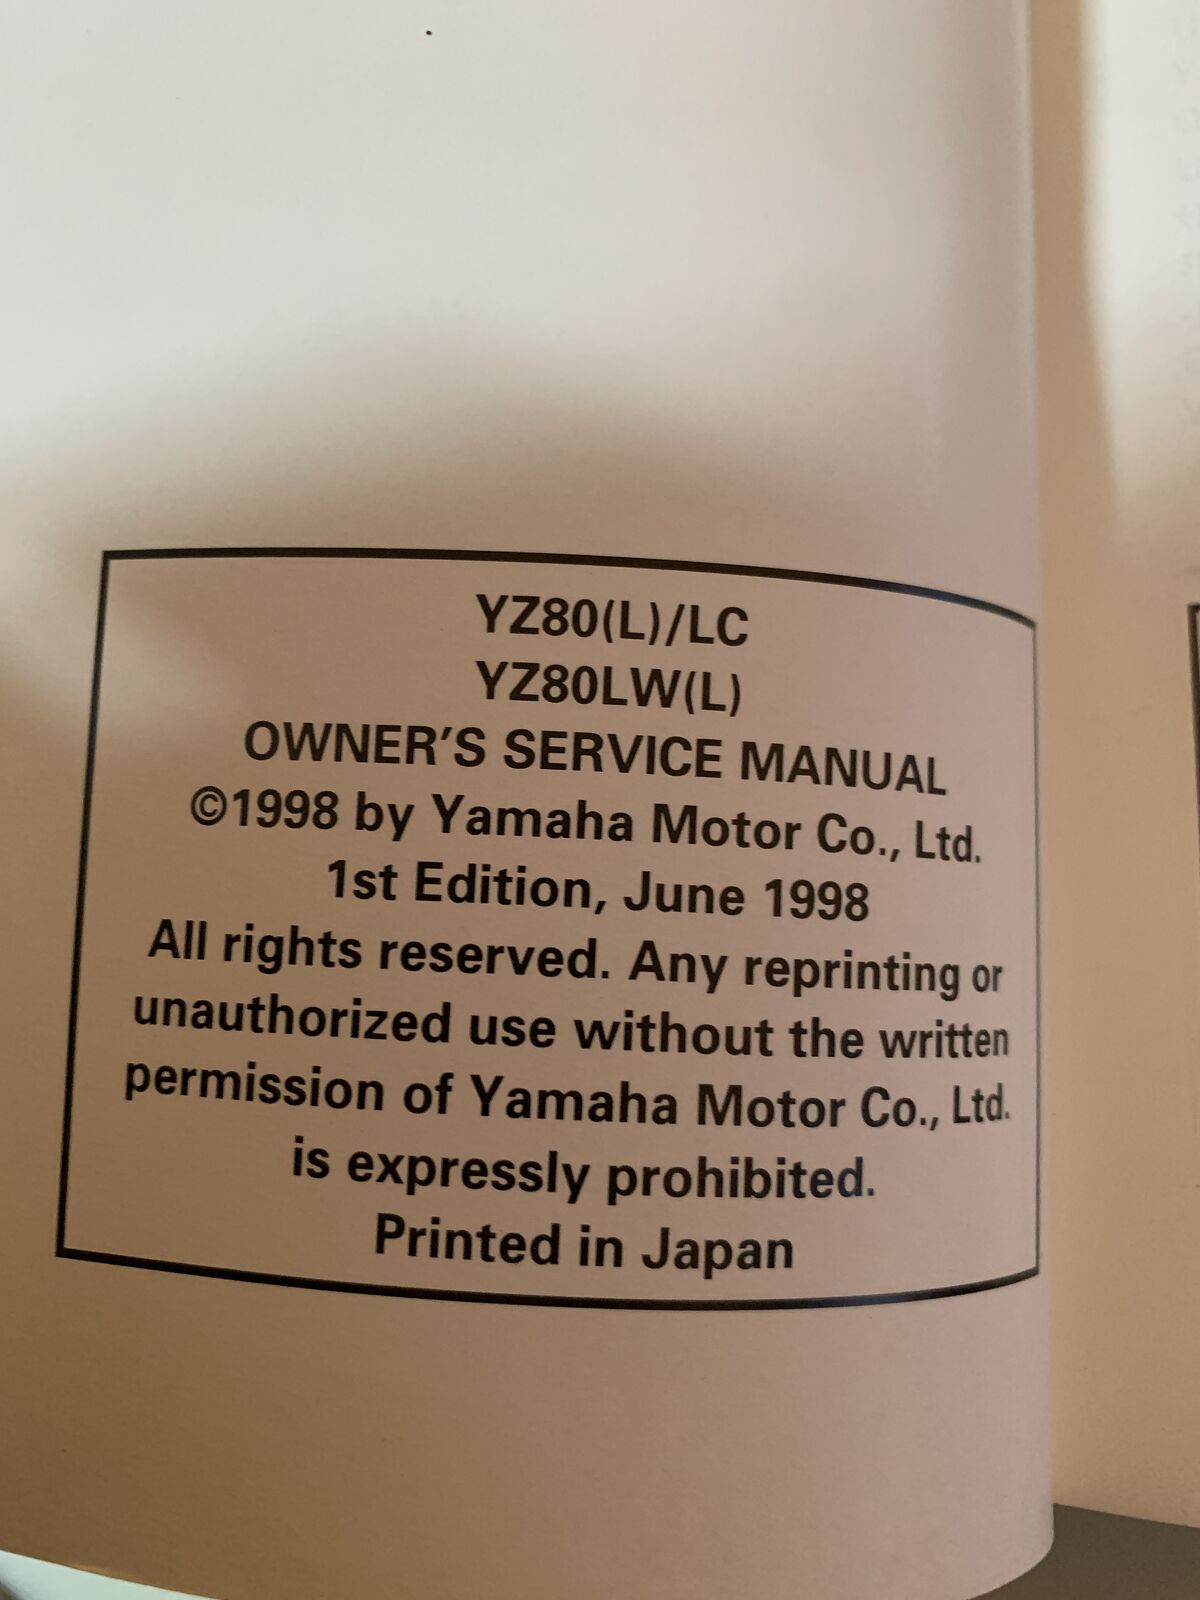 YZ80(L)/LC
YZ80LW(L)
OWNER'S SERVICE MANUAL
©1998 by Yamaha Motor Co., Ltd.
1st Edition, June 1998
All rights reserved. Any reprinting or
unauthorized use without the written
permission of Yamaha Motor Co., Ltd.
is expressly prohibited.
Printed in Japan